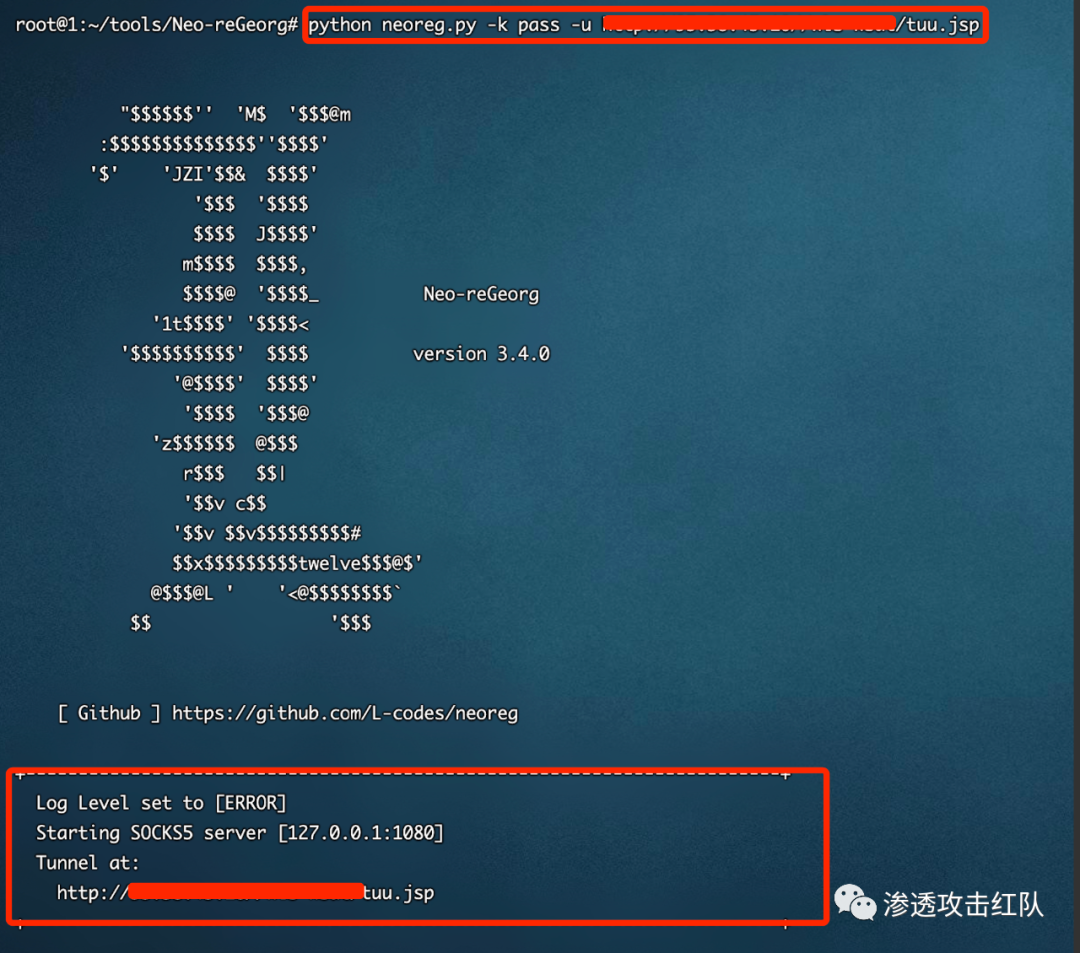 root@1:~/tools/Neo-reGeorg# python neoreg.py -k pass -u /tuu.jsp
"$$$$$$''  'M$  '$$$@m
:$$$$$$$$$$$$$$''$$$$'
'$'    'JZI'$$&  $$$$'
'$$$  '$$$$
$$$$  J$$$$'
m$$$$  $$$$,
$$$$@  '$$$$_          Neo-reGeorg
'1t$$$$' '$$$$<
'$$$$$$$$$$'  $$$$          version 3.4.0
'@$$$$'  $$$$'
'$$$$  '$$$@
'z$$$$$$  @$$$
r$$$   $$|
'$$v c$$
'$$v $$v$$$$$$$$$#
$$x$$$$$$$$$twelve$$$@$'
@$$$@L '    '<@$$$$$$$$`
$$                 '$$$
[ Github ] https://github.com/L-codes/neoreg
Log Level set to [ERROR]
Starting SOCKS5 server [127.0.0.1:1080]
Tunnel at:
http://tuu.jsp
渗透攻击红队